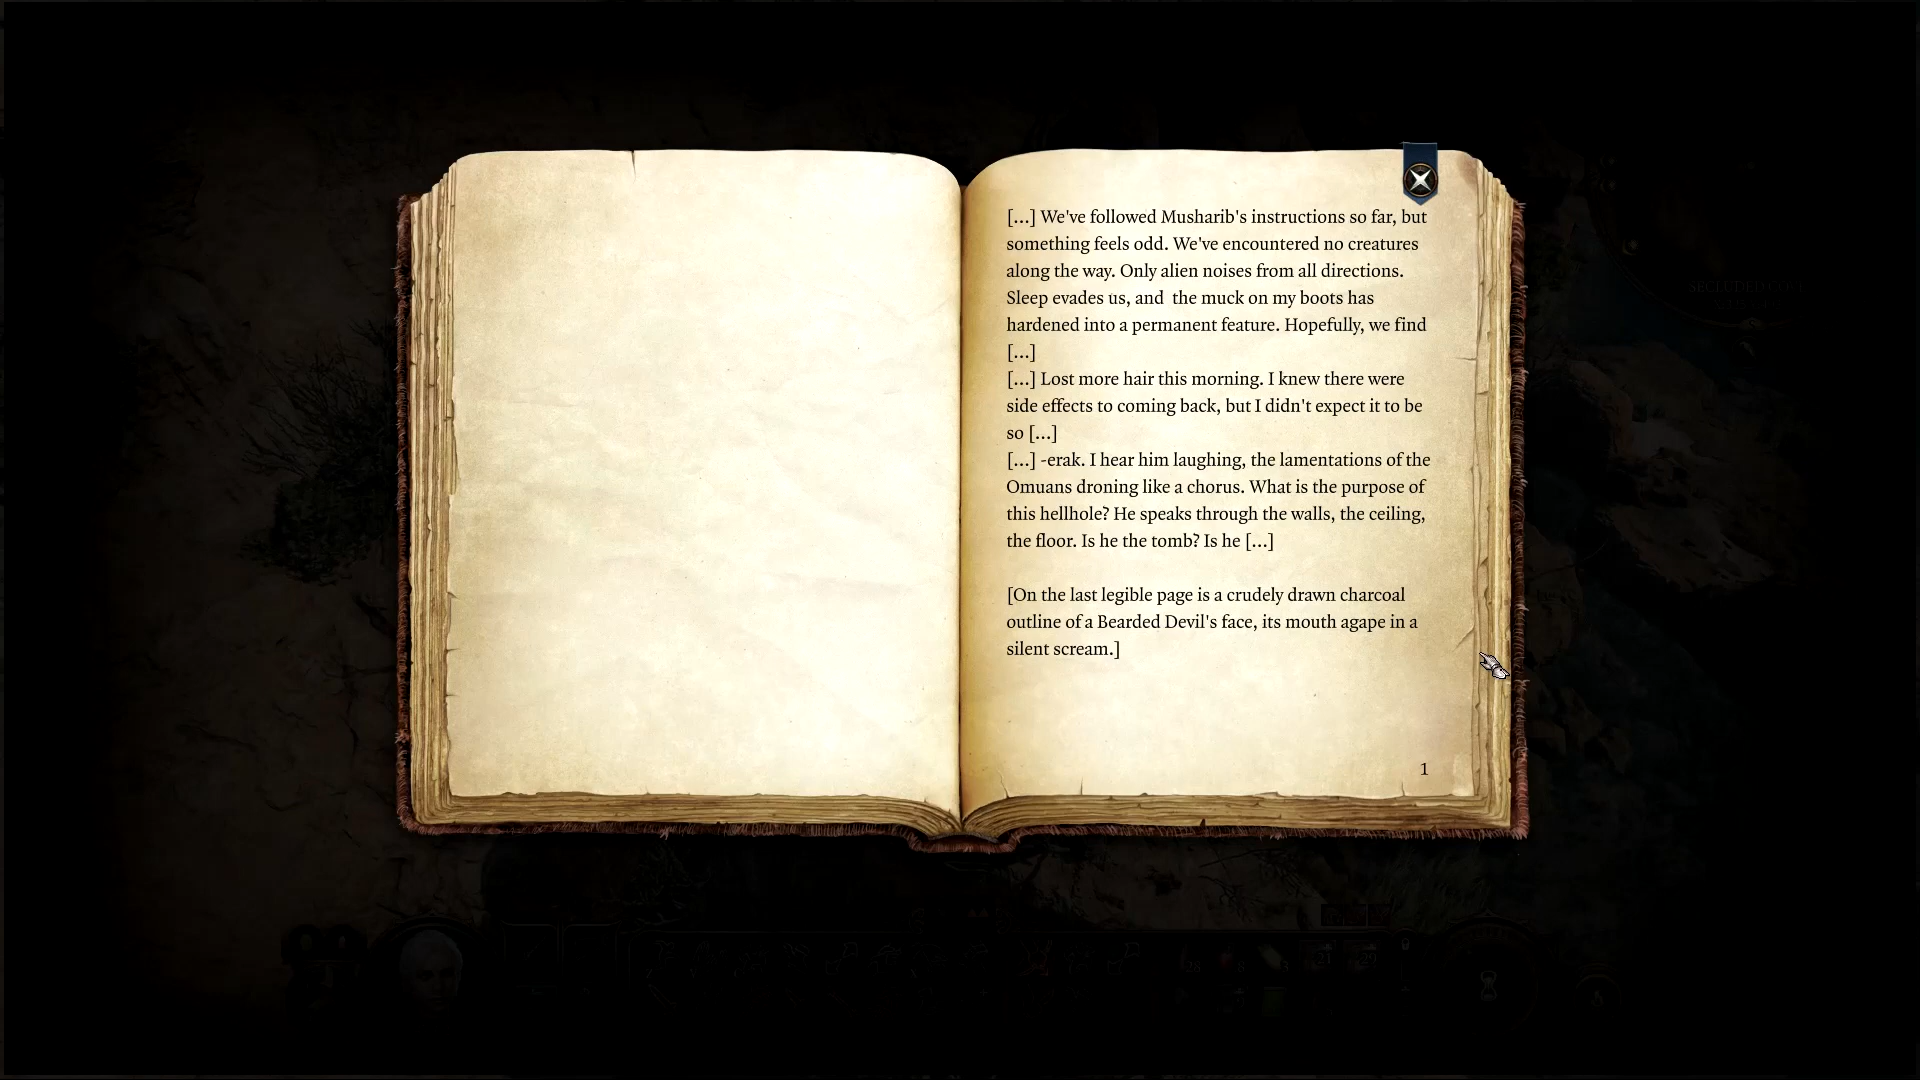 [...] We've followed Musharib's instructions so far, but
something feels odd. We've encountered no creatures
along the way. Only alien noises from all directions.
Sleep evades us, and  the muck on my boots has
hardened into a permanent feature. Hopefully, we find
[...]
[...] Lost more hair this morning. I knew there were
side effects to coming back, but I didn't expect it to be
so [...]
[...] -erak. I hear him laughing, the lamentations of the
Omuans droning like a chorus. What is the purpose of
this hellhole? He speaks through the walls, the ceiling,
the floor. Is he the tomb? Is he [...]
[On the last legible page is a crudely drawn charcoal
outline of a Bearded Devil's face, its mouth agape in a
silent scream.]
1